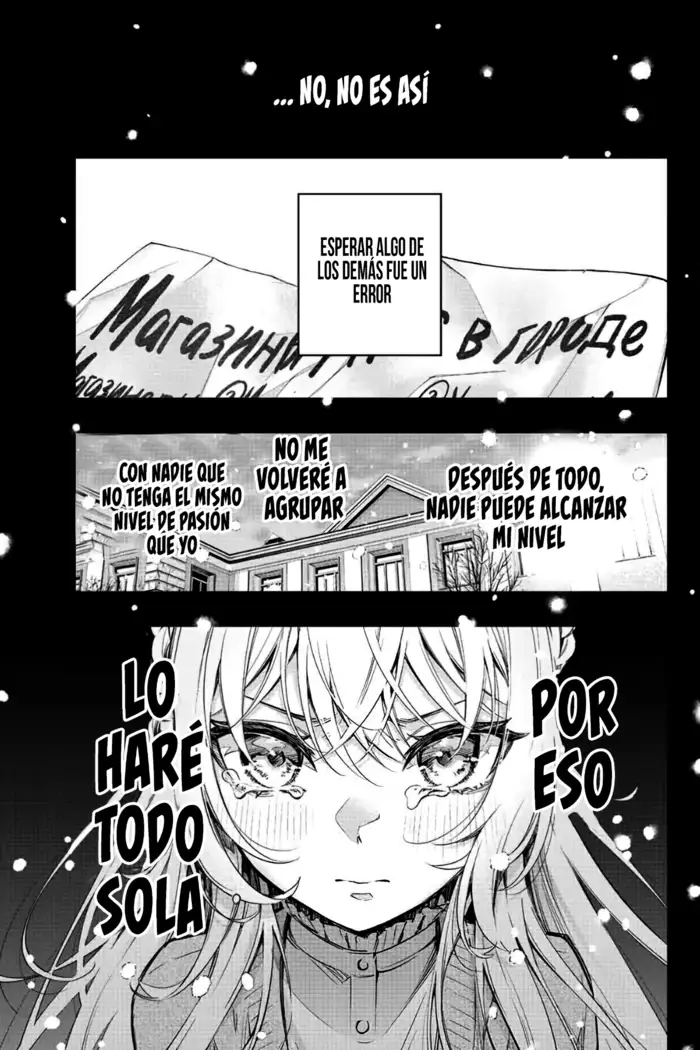 ... NO, NO ES ASÍ
ESPERAR ALGO DE
LOS DEMÁS FUE UN
ERROR
Магазины
в городе
DESPUÉS DE TODO,
NADIE PUEDE ALCANZAR
MI NIVEL
NO ME
VOLVERÉ A
AGRUPAR
CON NADIE QUE
NO TENGA EL MISMO
NIVEL DE PASIÓN
QUE YO
POR
ESO
LO
HARÉ
TODO
SOLA